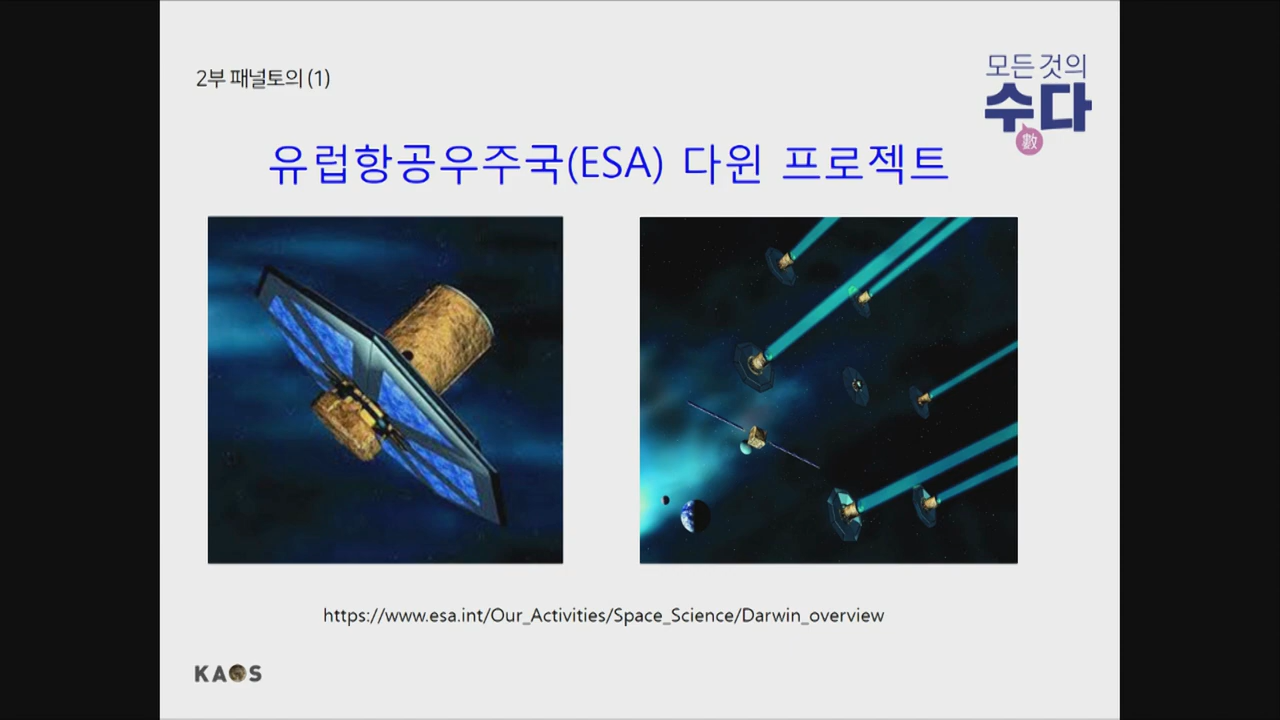 2부 패널토의 (1)
모든 것의
수다
數
유럽항공우주국(ESA) 다윈 프로젝트
https://www.esa.int/Our_Activities/Space_Science/Darwin_overview
KAOS